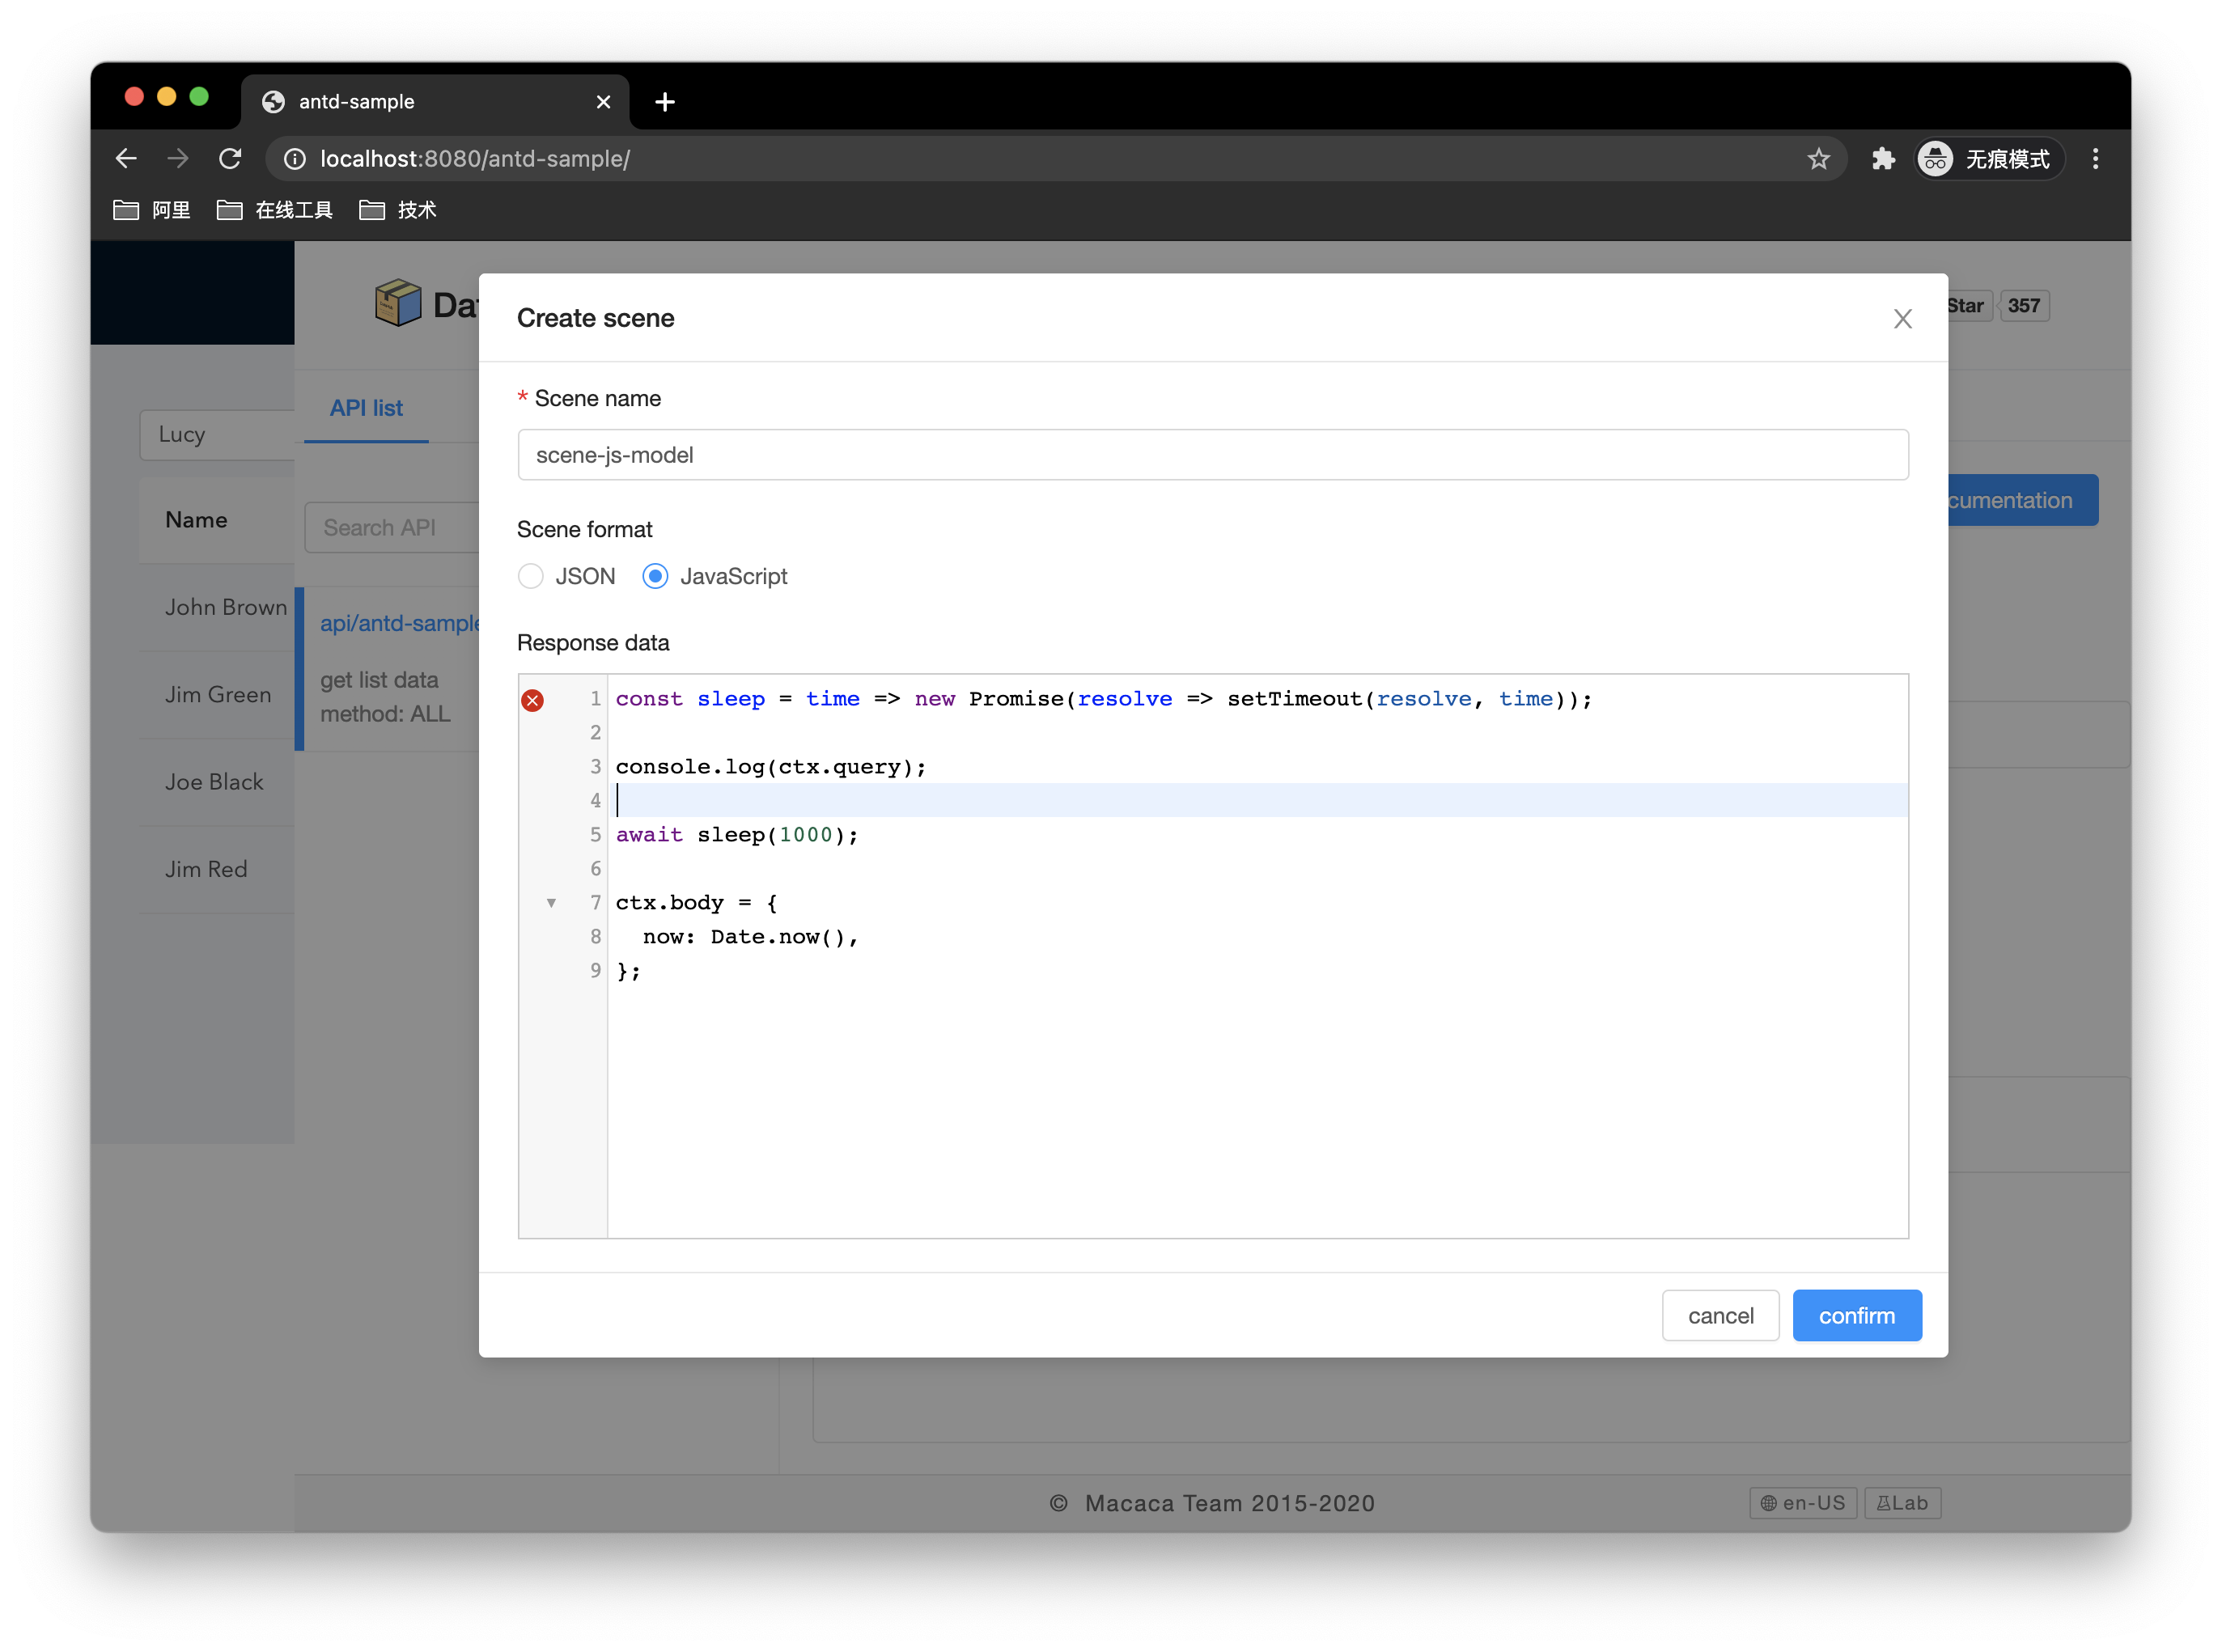 antd-sample
localhost:8080/antd-sample/
无痕模式
阿里 在线工具 技术
Star 357
API list
Lucy
Name
Search API
John Brown
api/antd-sample
get list data
Jim Green
method: ALL
Joe Black
Jim Red
Create scene
* Scene name
scene-js-model
Scene format
JSON JavaScript
Response data
1 const sleep = time => new Promise(resolve => setTimeout(resolve, time));
2
3 console.log(ctx.query);
4
5 await sleep(1000);
6
7 ctx.body = {
8 now: Date.now(),
9 };
cancel confirm
© Macaca Team 2015-2020
en-US Lab